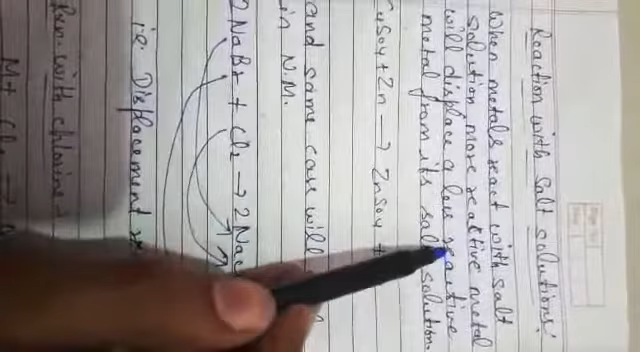 Reaction with Salt Solutions:
When metals react with salt
solution more reactive metal
will displace a less reactive
metal from its salt solution.
CuSO4 + Zn → ZnSO4 +
and same case will
in N.M.
2NaBr + Cl2 → 2NaC
i.e. Displacement
Rxn. with chlorine
M + Cl2 →